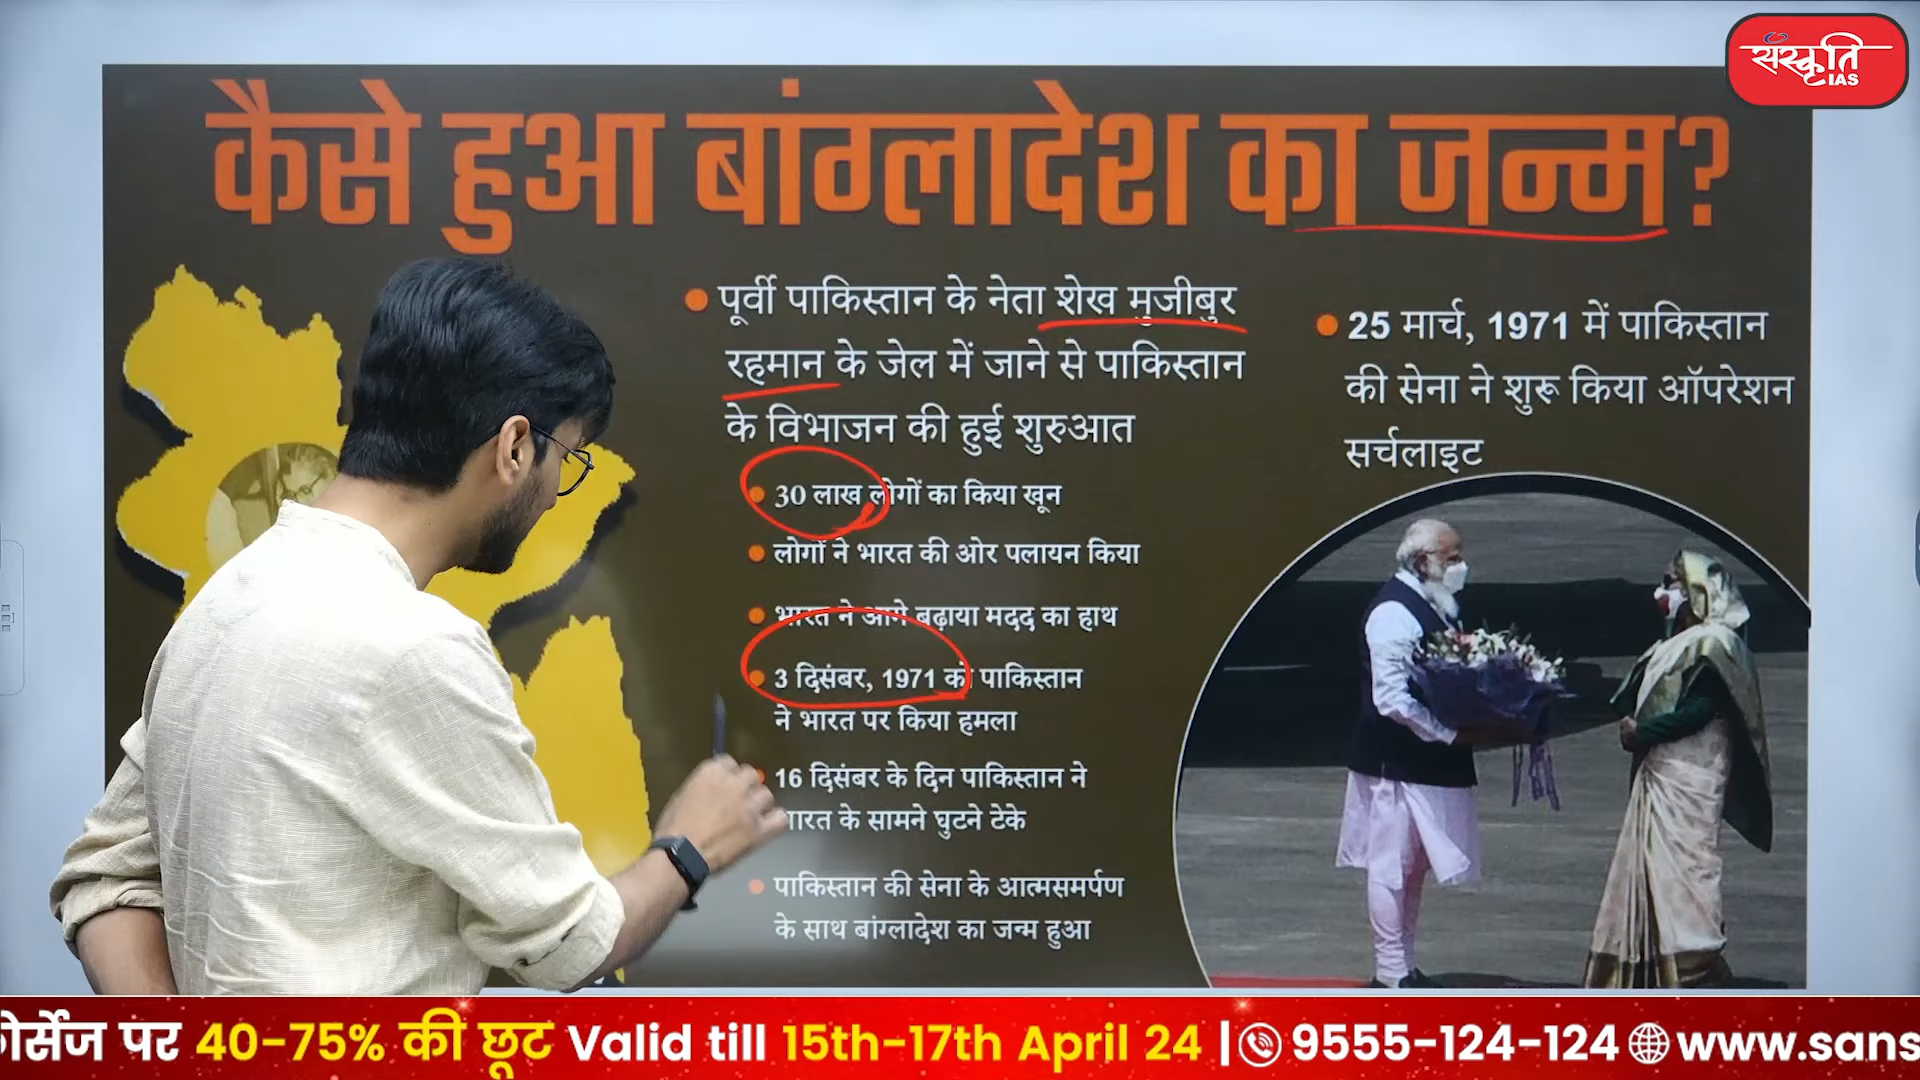 संस्कृति
IAS
कैसे हुआ बांग्लादेश का जन्म?
पूर्वी पाकिस्तान के नेता शेख मुजीबुर
रहमान के जेल में जाने से पाकिस्तान
के विभाजन की हुई शुरुआत
30 लाख लोगों का किया खून
लोगों ने भारत की ओर पलायन किया
भारत ने आगे बढ़ाया मदद का हाथ
3 दिसंबर, 1971 को पाकिस्तान
ने भारत पर किया हमला
16 दिसंबर के दिन पाकिस्तान ने
के सामने घुटने टेके
पाकिस्तान की सेना के आत्मसमर्पण
के साथ बांग्लादेश का जन्म हुआ
25 मार्च, 1971 में पाकिस्तान
की सेना ने शुरू किया ऑपरेशन
सर्चलाइट
पर 40-75% की छूट Valid till 15th-17th April 24 | 9555-124-124 www.sans